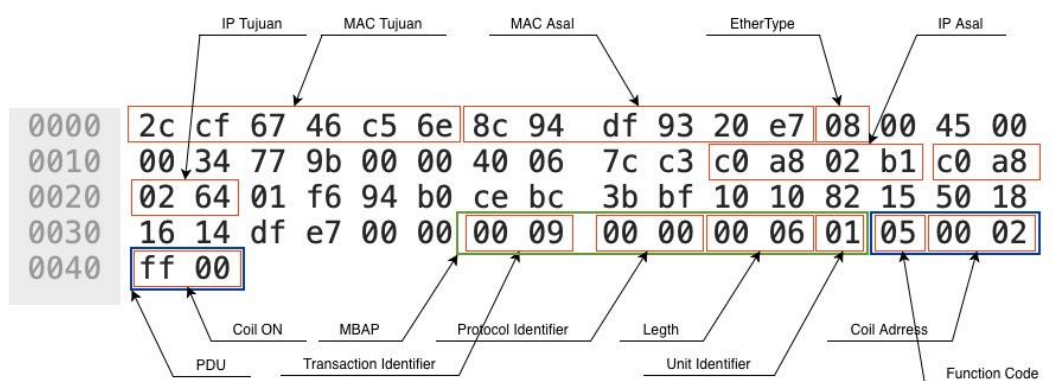 IP Tujuan MAC Tujuan MAC Asal EtherType IP Asal
0000 2c cf 67 46 c5 6e 8c 94 df 93 20 e7 08 00 45 00
0010 00 34 77 9b 00 00 40 06 7c c3 c0 a8 02 b1 c0 a8
0020 02 64 01 f6 94 b0 ce bc 3b bf 10 10 82 15 50 18
0030 16 14 df e7 00 00 00 09 00 00 00 06 01 05 00 02
0040 ff 00
Coil ON MBAP Protocol Identifier Legth Coil Adrress
PDU Transaction Identifier Unit Identifier Function Code